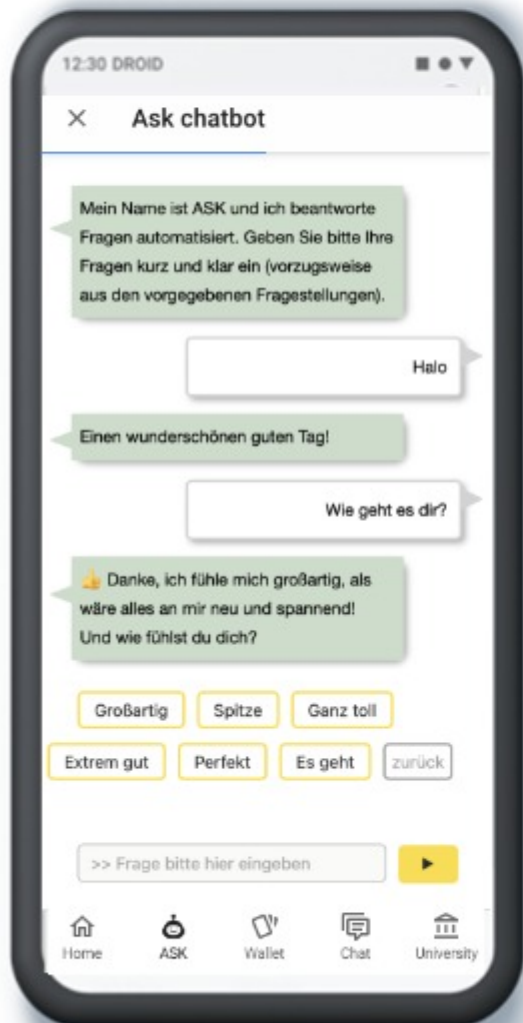 12:30 DROID
Ask chatbot
Mein Name ist ASK und ich beantworte
Fragen automatisiert. Geben Sie bitte Ihre
Fragen kurz und klar ein (vorzugsweise
aus den vorgegebenen Fragestellungen).
Halo
Einen wunderschönen guten Tag!
Wie geht es dir?
👍 Danke, ich fühle mich großartig, als
wäre alles an mir neu und spannend!
Und wie fühlst du dich?
Großartig Spitze Ganz toll
Extrem gut Perfekt Es geht zurück
>> Frage bitte hier eingeben
Home ASK Wallet Chat University